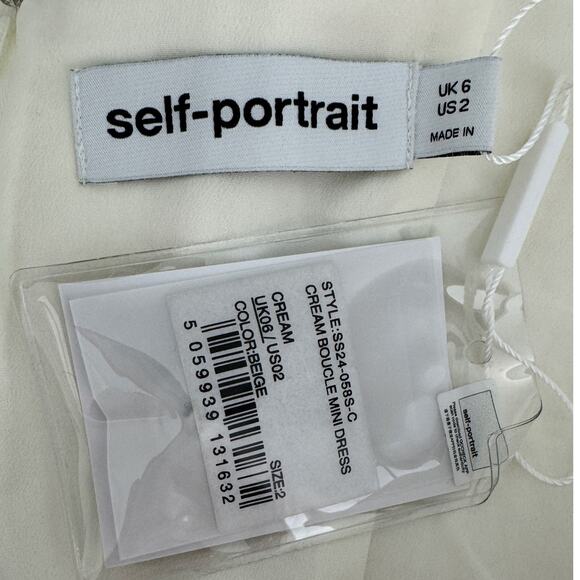 self-portrait
UK 6
US 2
MADE IN
STYLE:SS24-058S-C
CREAM BOUCLE MINI DRESS
CREAM
UK06 / US02 SIZE:2
COLOR:BEIGE
5 059939 131632
self-portrait